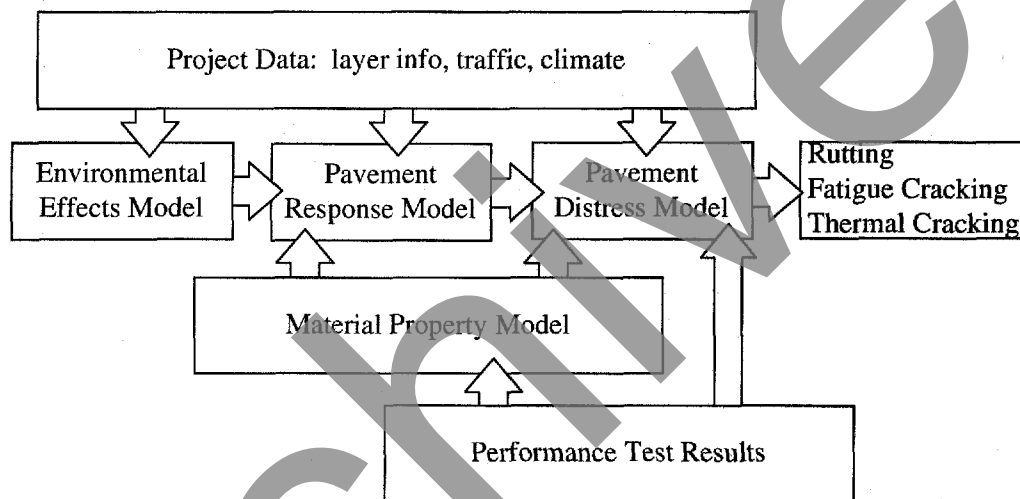 Project Data: layer info, traffic, climate
Environmental
Effects Model
Pavement
Response Model
Pavement
Distress Model
Rutting
Fatigue Cracking
Thermal Cracking
Material Property Model
Performance Test Results
chive